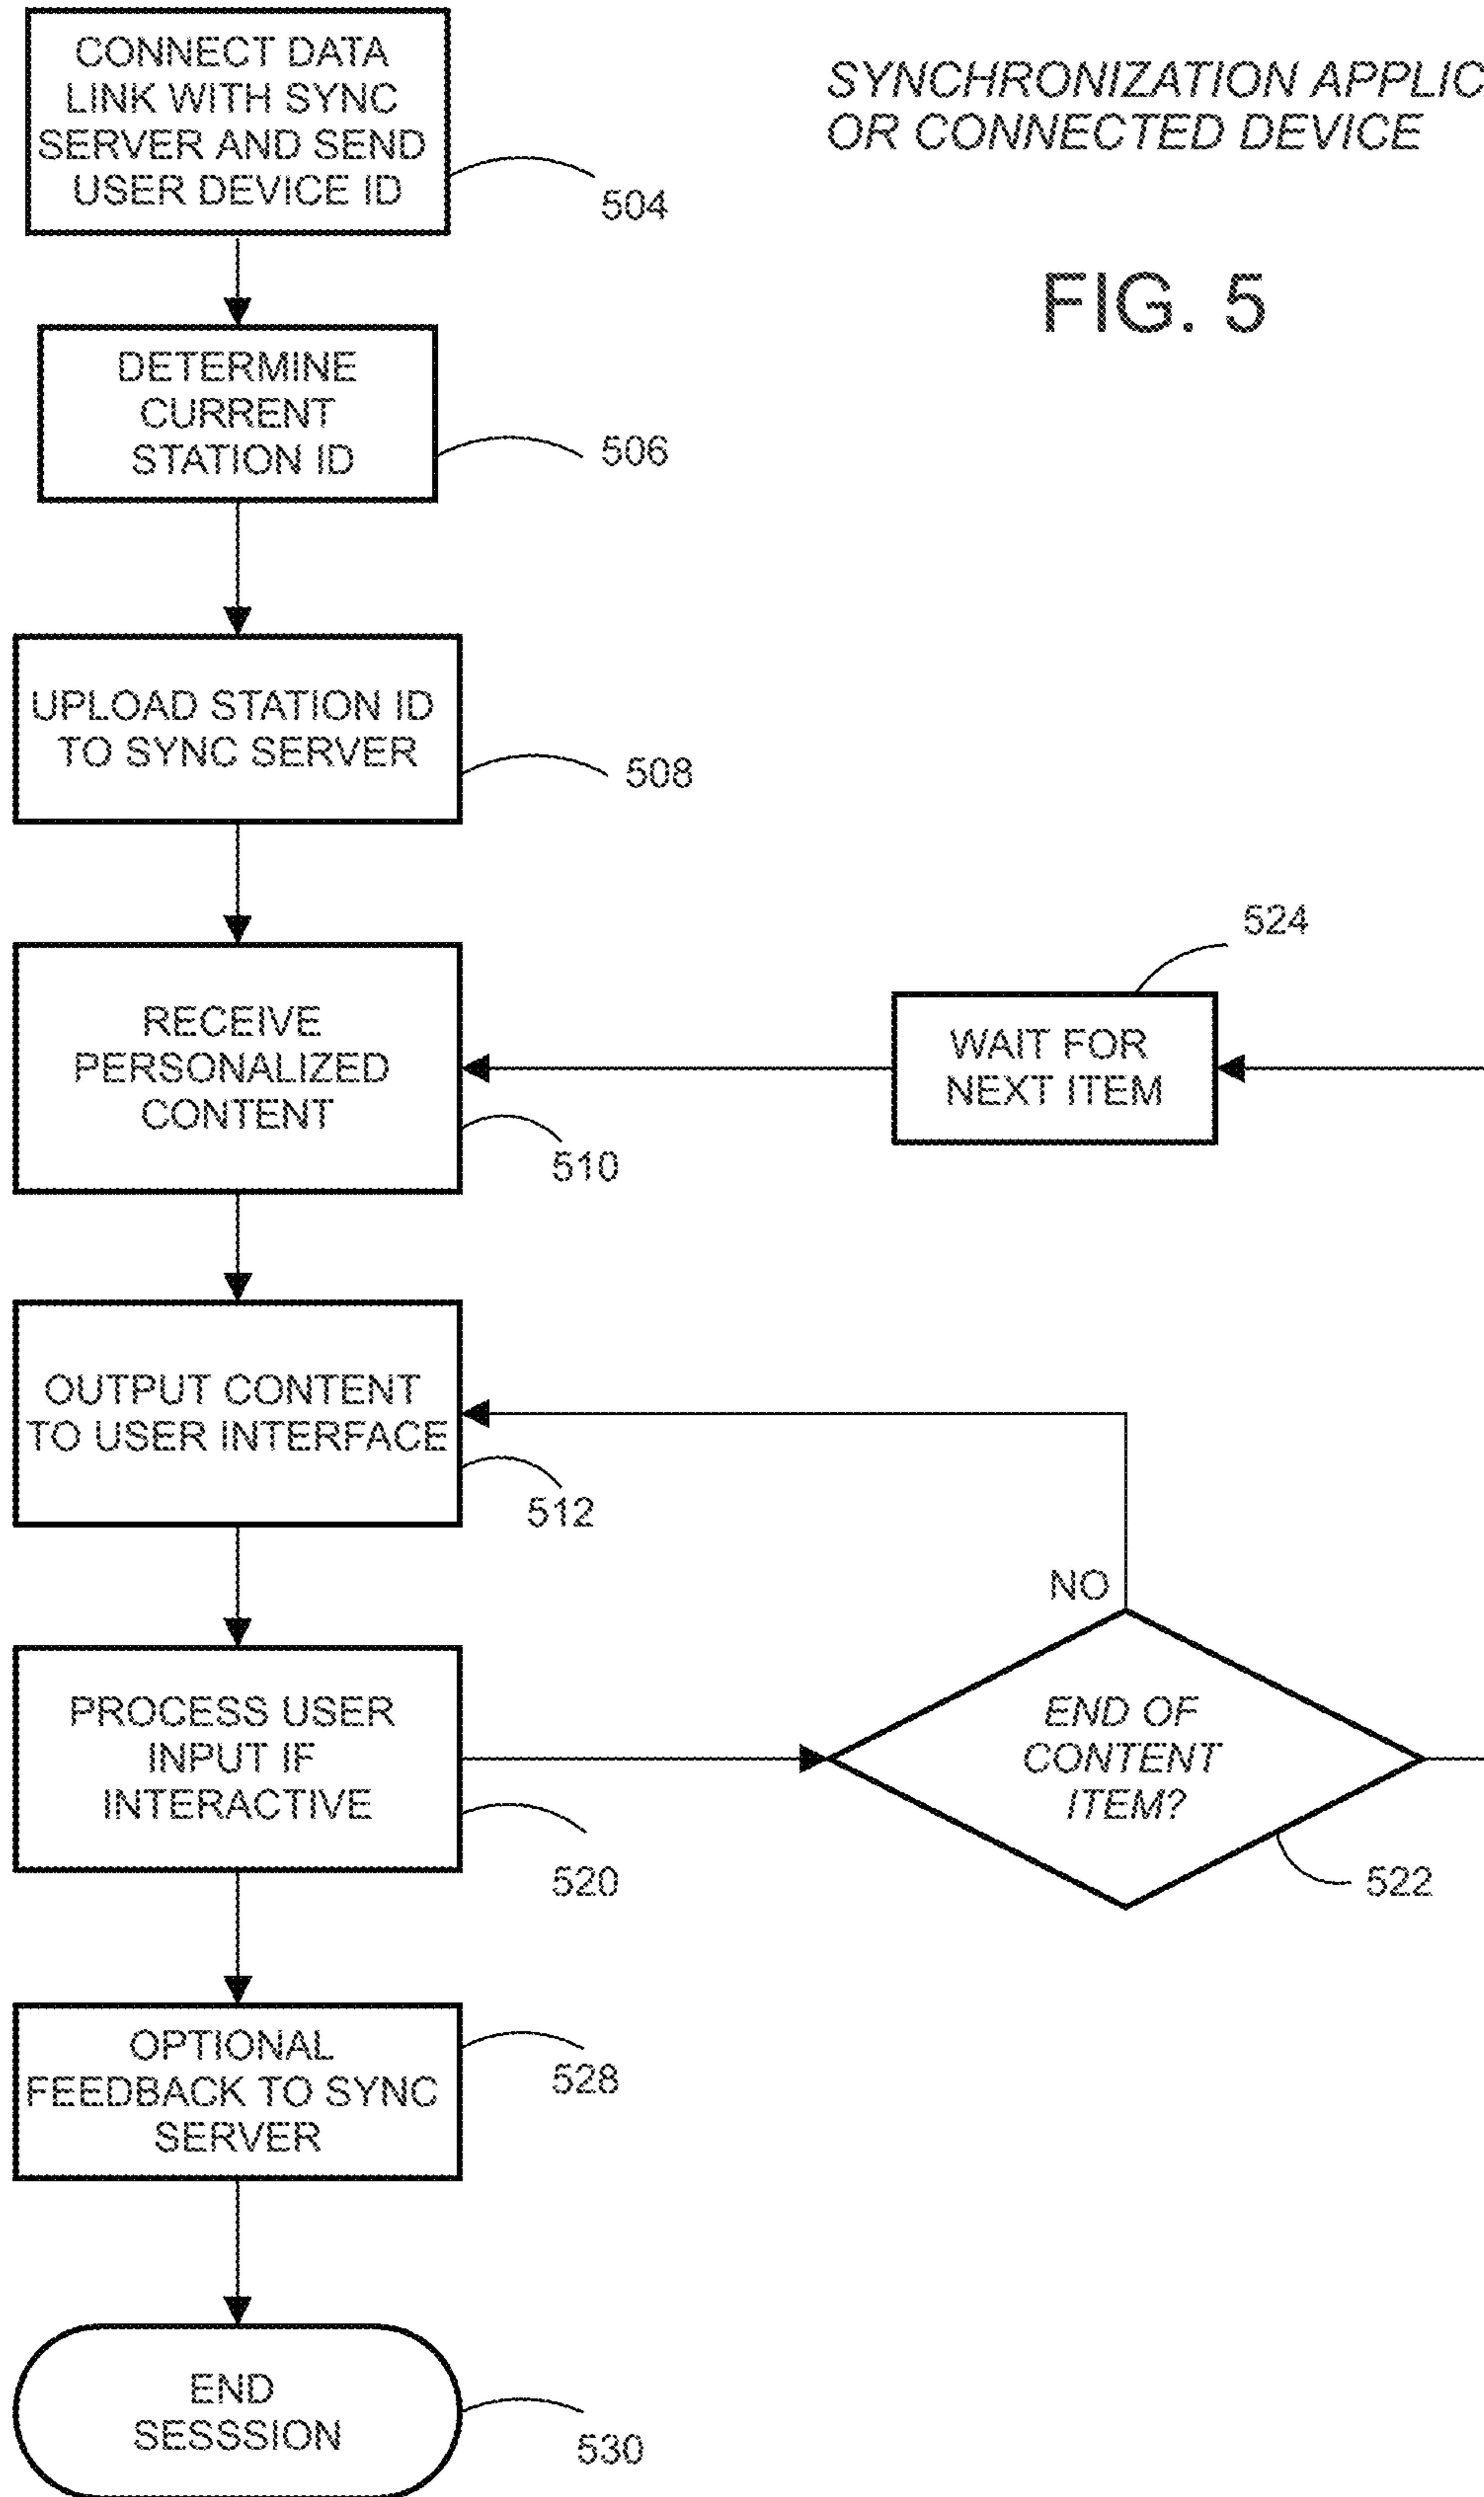 CONNECT DATA
LINK WITH SYNC
SERVER AND SEND
USER DEVICE ID
504
SYNCHRONIZATION APPLIC
OR CONNECTED DEVICE
FIG. 5
DETERMINE
CURRENT
STATION ID
506
UPLOAD STATION ID
TO SYNC SERVER
508
RECEIVE
PERSONALIZED
CONTENT
510
524
WAIT FOR
NEXT ITEM
OUTPUT CONTENT
TO USER INTERFACE
512
NO
PROCESS USER
INPUT IF
INTERACTIVE
520
END OF
CONTENT
ITEM?
522
OPTIONAL
FEEDBACK TO SYNC
SERVER
528
END
SESSSION
530